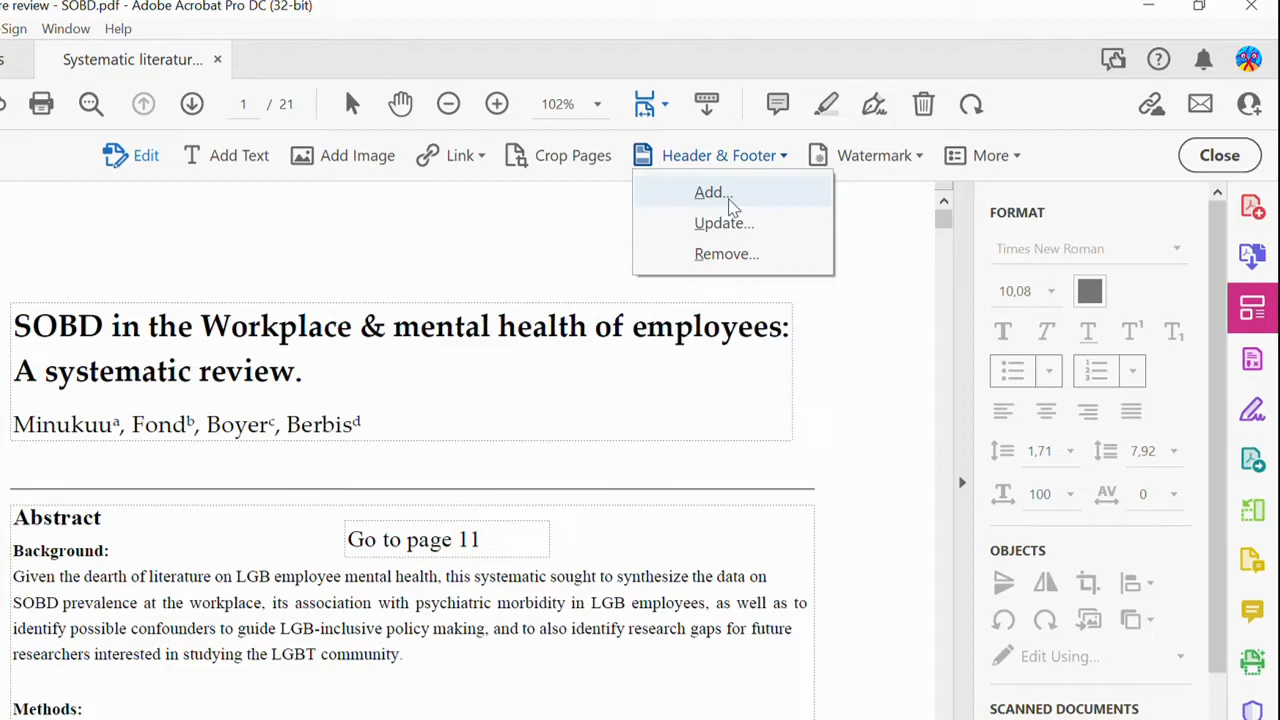 re review - SOBD.pdf - Adobe Acrobat Pro DC (32-bit)
Sign Window Help
s Systematic literatur... ×
1 / 21 102%
Edit Add Text Add Image Link Crop Pages Header & Footer Watermark More Close
Add...
Update...
Remove...
SOBD in the Workplace & mental health of employees:
A systematic review.
Minukuuᵃ, Fondᵇ, Boyerᶜ, Berbisᵈ
Abstract
Go to page 11
Background:
Given the dearth of literature on LGB employee mental health, this systematic sought to synthesize the data on
SOBD prevalence at the workplace, its association with psychiatric morbidity in LGB employees, as well as to
identify possible confounders to guide LGB-inclusive policy making, and to also identify research gaps for future
researchers interested in studying the LGBT community.
Methods:
FORMAT
Times New Roman
10,08
T T T T¹ T₁
1,71 7,92
100 AV 0
OBJECTS
Edit Using...
SCANNED DOCUMENTS